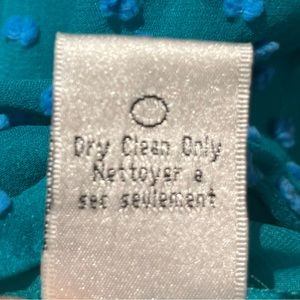 Dry Clean Only
Nettoyer a
sec seulement